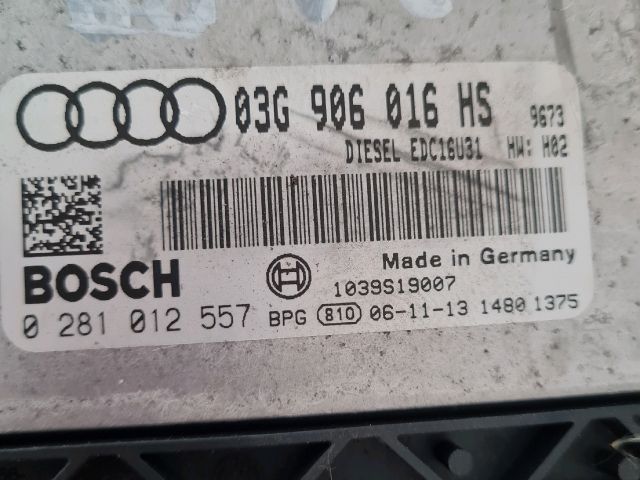 03G 906 016 HS 9673
DIESEL EDC16U31 HW: H02
BOSCH
Made in Germany
1039S19007
0 281 012 557 BPG 810 06-11-13 1480 1375